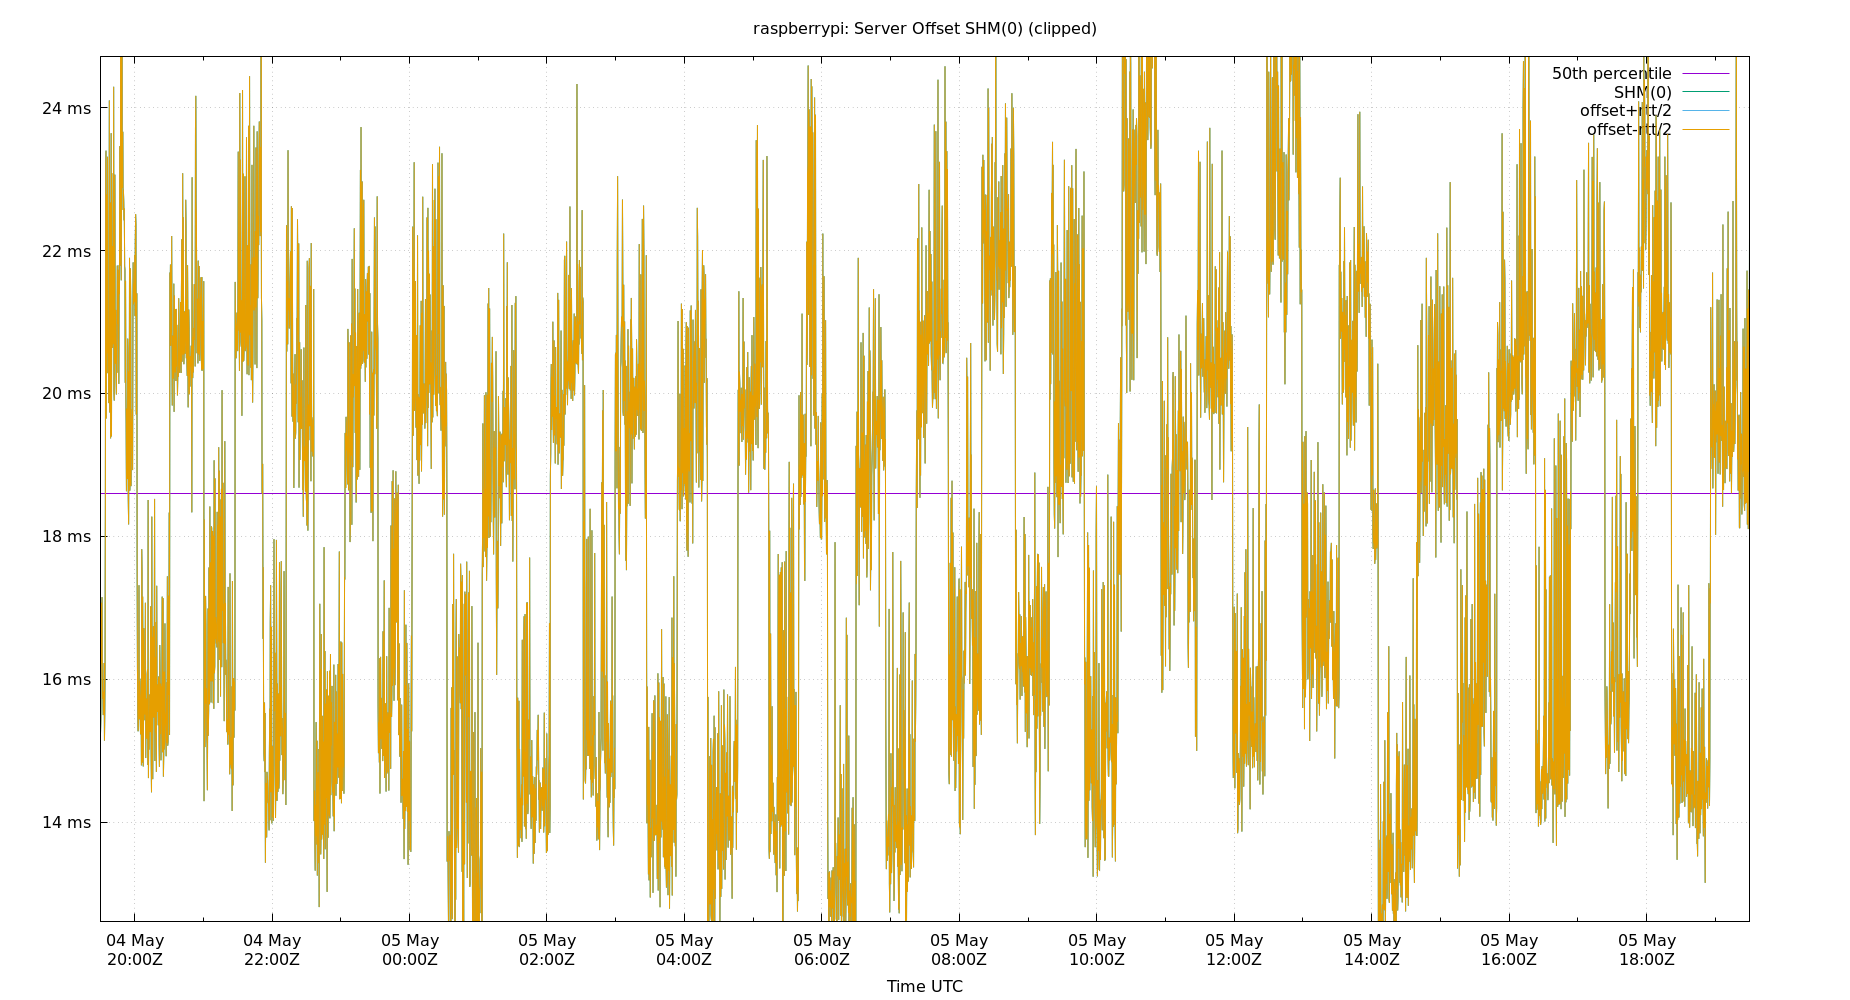 raspberrypi: Server Offset SHM(0) (clipped)
50th percentile
SHM(0)
offset+rtt/2
offset-rtt/2
24 ms
22 ms
20 ms
18 ms
16 ms
14 ms
04 May 04 May 05 May 05 May 05 May 05 May 05 May 05 May 05 May 05 May 05 May 05 May
20:00Z 22:00Z 00:00Z 02:00Z 04:00Z 06:00Z 08:00Z 10:00Z 12:00Z 14:00Z 16:00Z 18:00Z
Time UTC